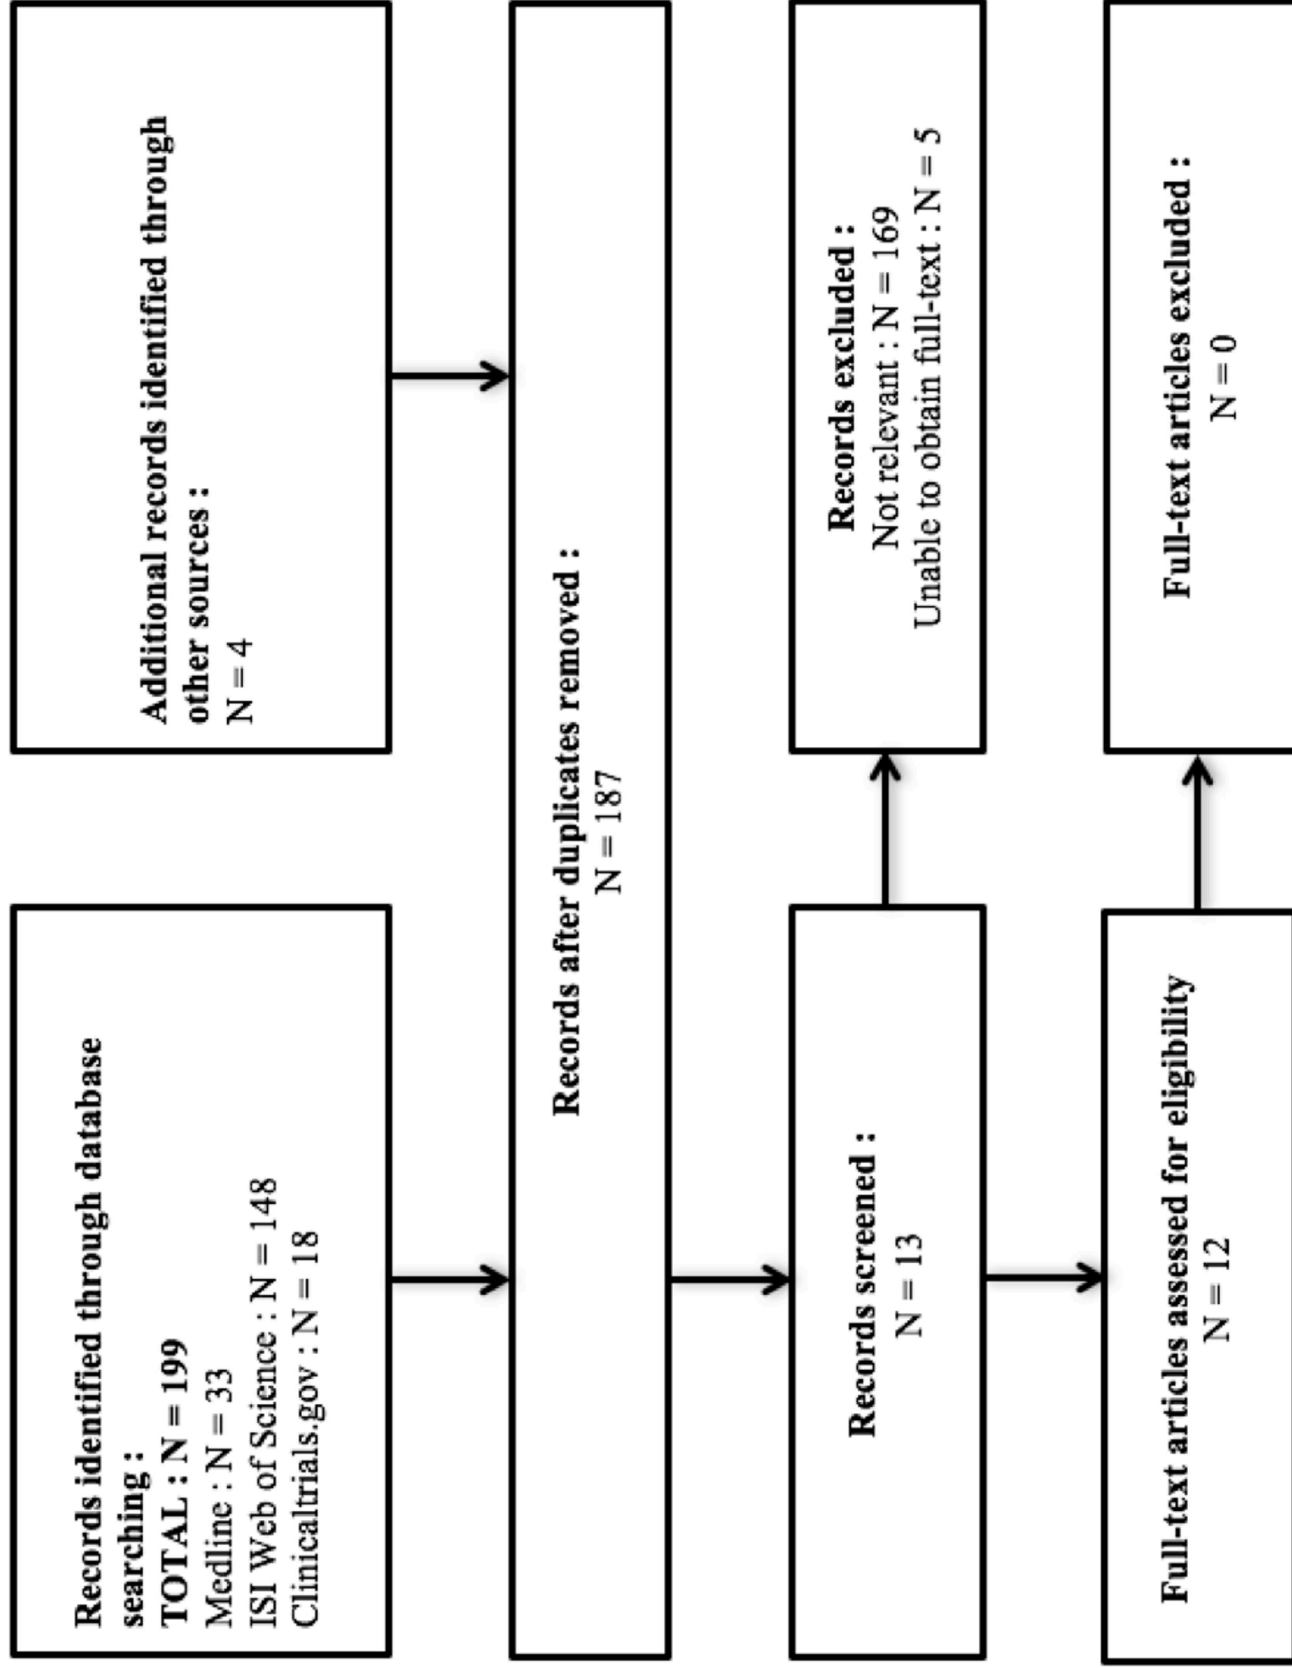 Records identified through database
searching :
TOTAL : N = 199
Medline : N = 33
ISI Web of Science : N = 148
Clinicaltrials.gov : N = 18
Additional records identified through
other sources :
N = 4
Records after duplicates removed :
N = 187
Records screened :
N = 13
Records excluded :
Not relevant : N = 169
Unable to obtain full-text : N = 5
Full-text articles assessed for eligibility
N = 12
Full-text articles excluded :
N = 0